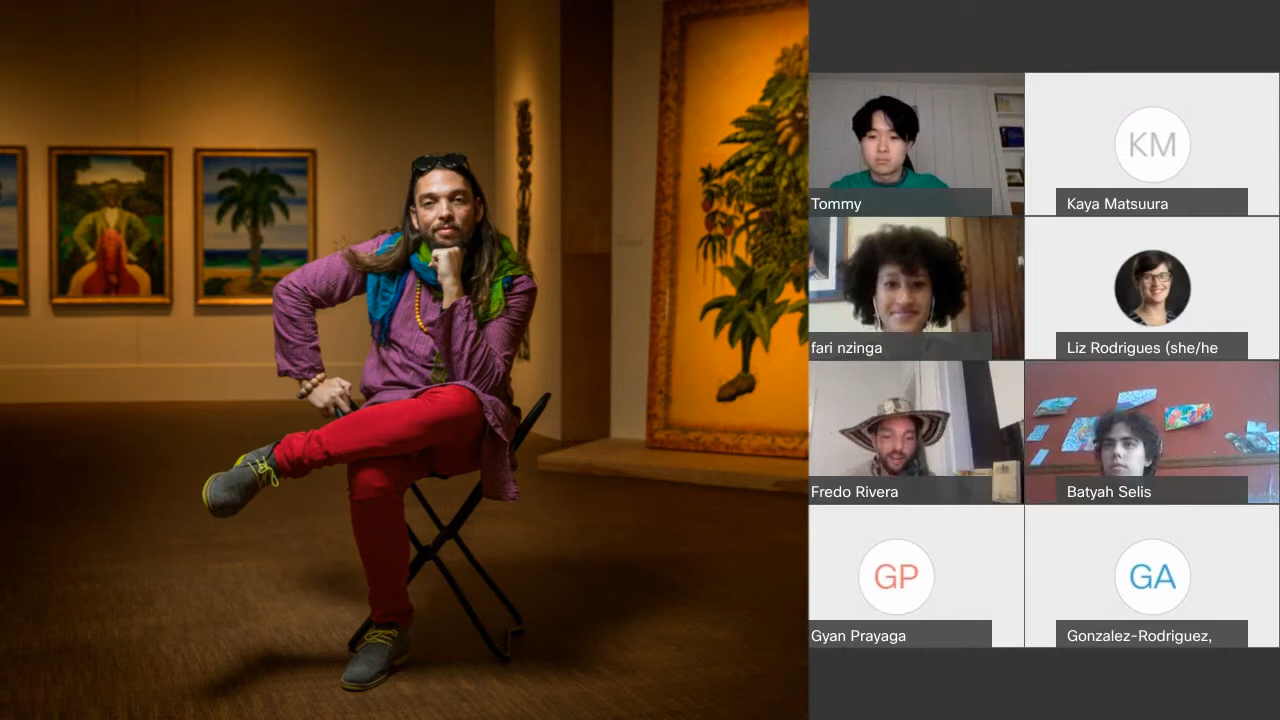 Tommy
KM
Kaya Matsuura
fari nzinga
Liz Rodrigues (she/he
Fredo Rivera
Batyah Selis
GP
Gyan Prayaga
GA
Gonzalez-Rodriguez,